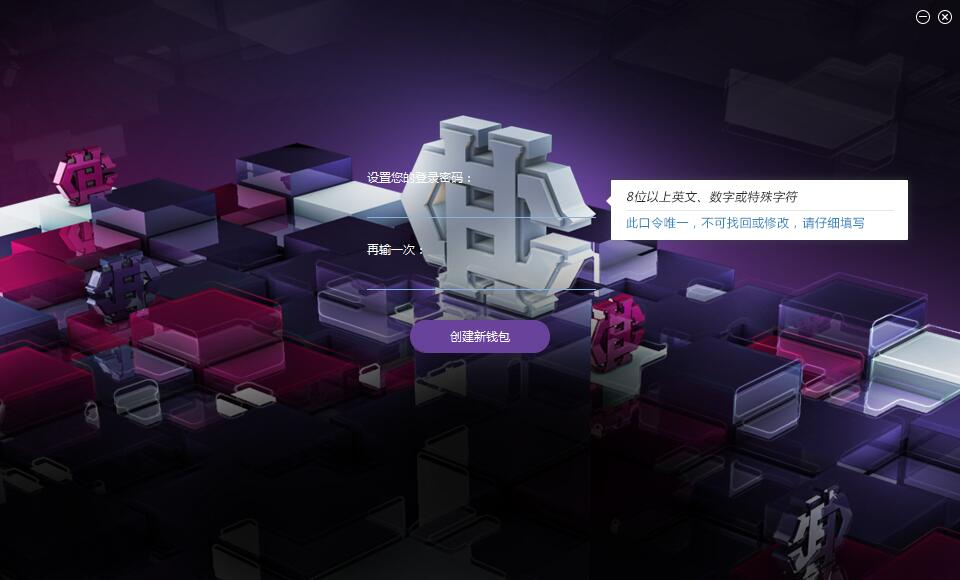 设置您的登录密码：
8位以上英文、数字或特殊字符
此口令唯一，不可找回或修改，请仔细填写
再输一次：
创建新钱包